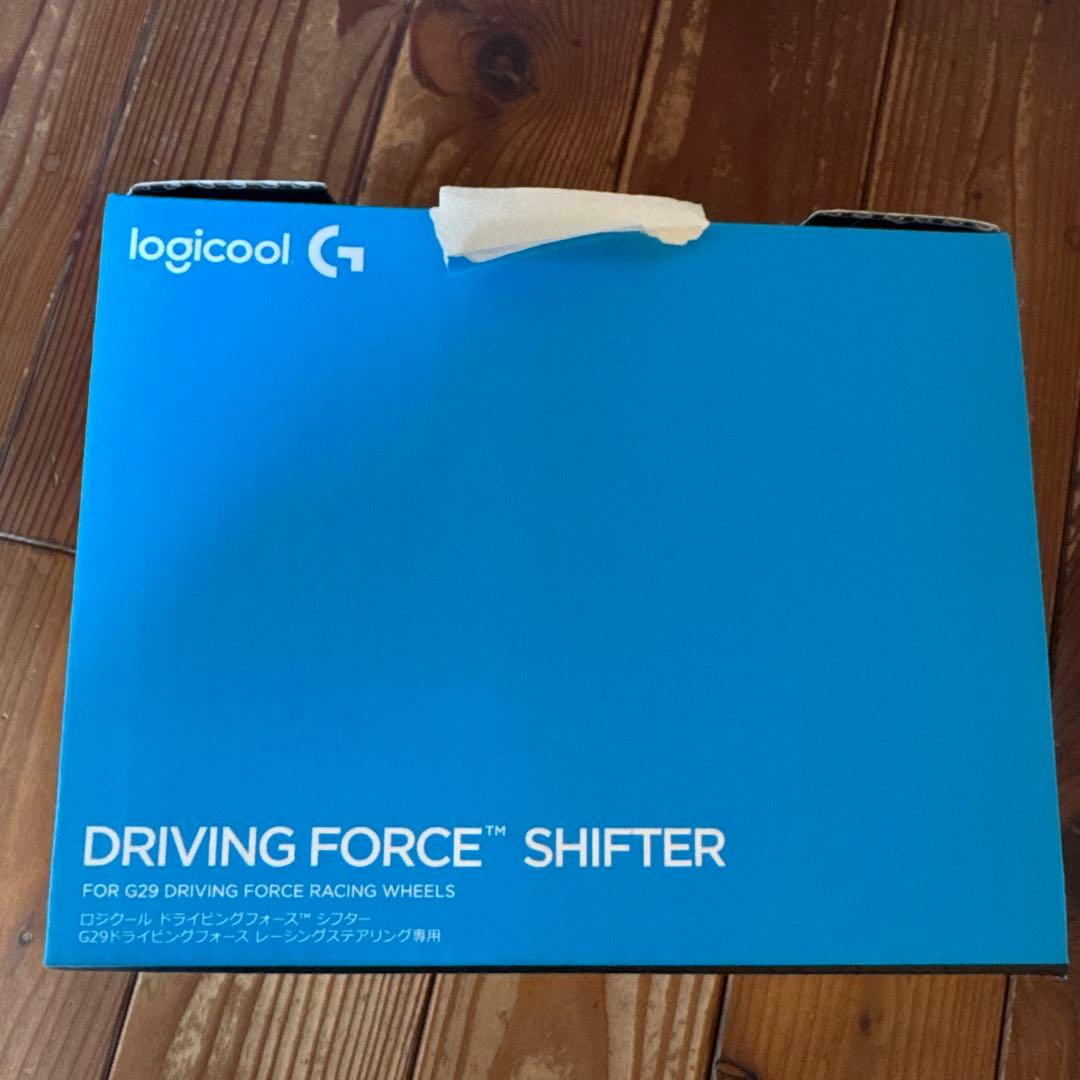 logicool G
DRIVING FORCE™ SHIFTER
FOR G29 DRIVING FORCE RACING WHEELS
ロジクール ドライビングフォース™ シフター
G29ドライビングフォース レーシングステアリング専用